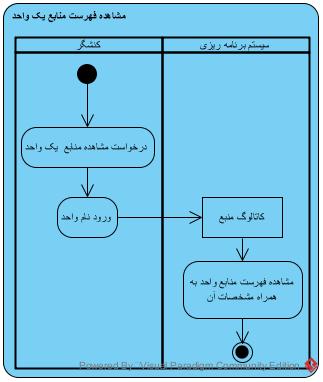 مشاهده فهرست منابع یک واحد
کنشگر
سیستم برنامه ریزی
درخواست مشاهده منابع یک واحد
ورود نام واحد
کاتالوگ منبع
مشاهده فهرست منابع واحد به
همراه مشخصات آن
Powered By Visual Paradigm Community Edition